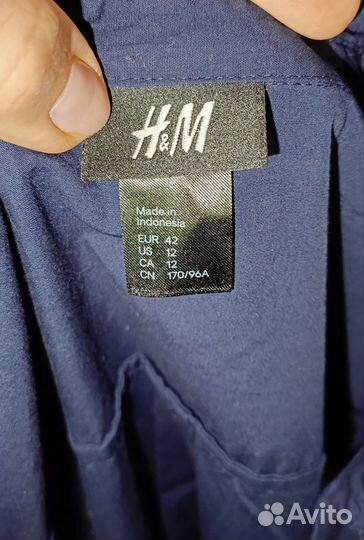 H&M
Made in
Indonesia
EUR 42
US 12
CA 12
CN 170/96A
Avito